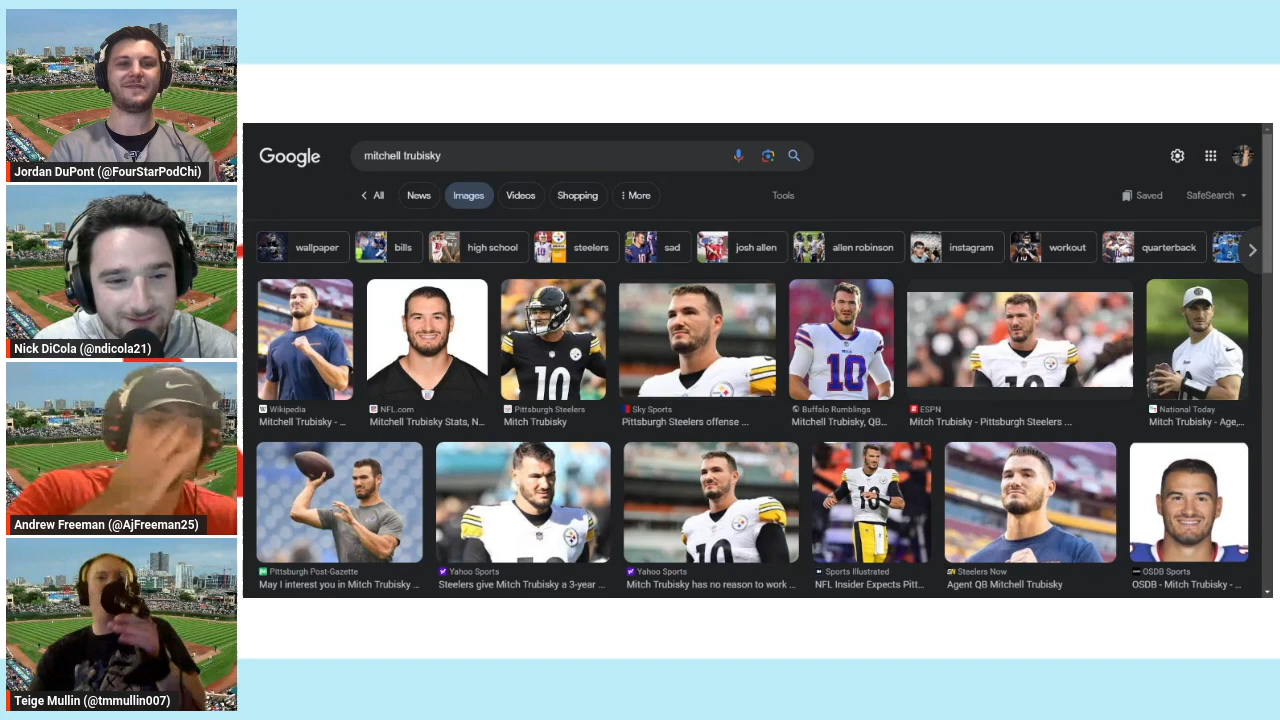 Jordan DuPont (@FourStarPodChi)
Nick DiCola (@ndicola21)
Andrew Freeman (@AjFreeman25)
Teige Mullin (@tmmullin007)
Google
mitchell trubisky
All
News
Images
Videos
Shopping
More
Tools
Saved
SafeSearch
wallpaper
bills
high school
steelers
sad
josh allen
allen robinson
instagram
workout
quarterback
Wikipedia
Mitchell Trubisky - ...
NFL.com
Mitchell Trubisky Stats, N...
Pittsburgh Steelers
Mitch Trubisky
Sky Sports
Pittsburgh Steelers offense ...
Buffalo Rumblings
Mitchell Trubisky, QB...
ESPN
Mitch Trubisky - Pittsburgh Steelers ...
National Today
Mitch Trubisky - Age,...
Pittsburgh Post-Gazette
May I interest you in Mitch Trubisky ...
Yahoo Sports
Steelers give Mitch Trubisky a 3-year ...
Yahoo Sports
Mitch Trubisky has no reason to work ...
Sports Illustrated
NFL Insider Expects Pitt...
Steelers Now
Agent QB Mitchell Trubisky
OSDB Sports
OSDB - Mitch Trubisky - ...
10
10
10
10
10